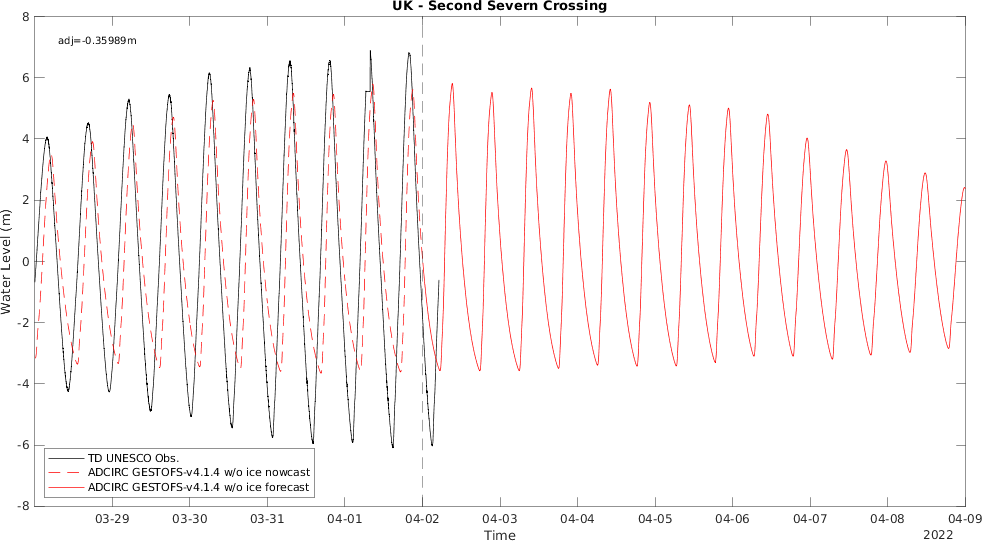 UK - Second Severn Crossing
adj=-0.35989m
8
6
4
2
0
-2
-4
-6
-8
Water Level (m)
TD UNESCO Obs.
ADCIRC GESTOFS-v4.1.4 w/o ice nowcast
ADCIRC GESTOFS-v4.1.4 w/o ice forecast
03-29 03-30 03-31 04-01 04-02 04-03 04-04 04-05 04-06 04-07 04-08 04-09
Time
2022